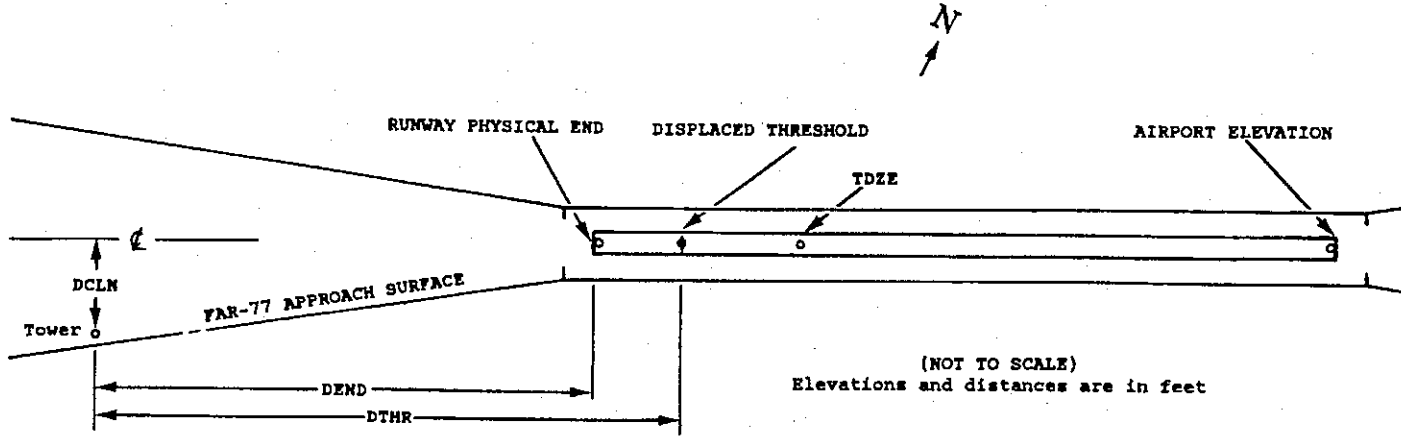 N
RUNWAY PHYSICAL END
DISPLACED THRESHOLD
AIRPORT ELEVATION
TDZE
℄
DCLN
FAR-77 APPROACH SURFACE
Tower
(NOT TO SCALE)
Elevations and distances are in feet
DEND
DTHR